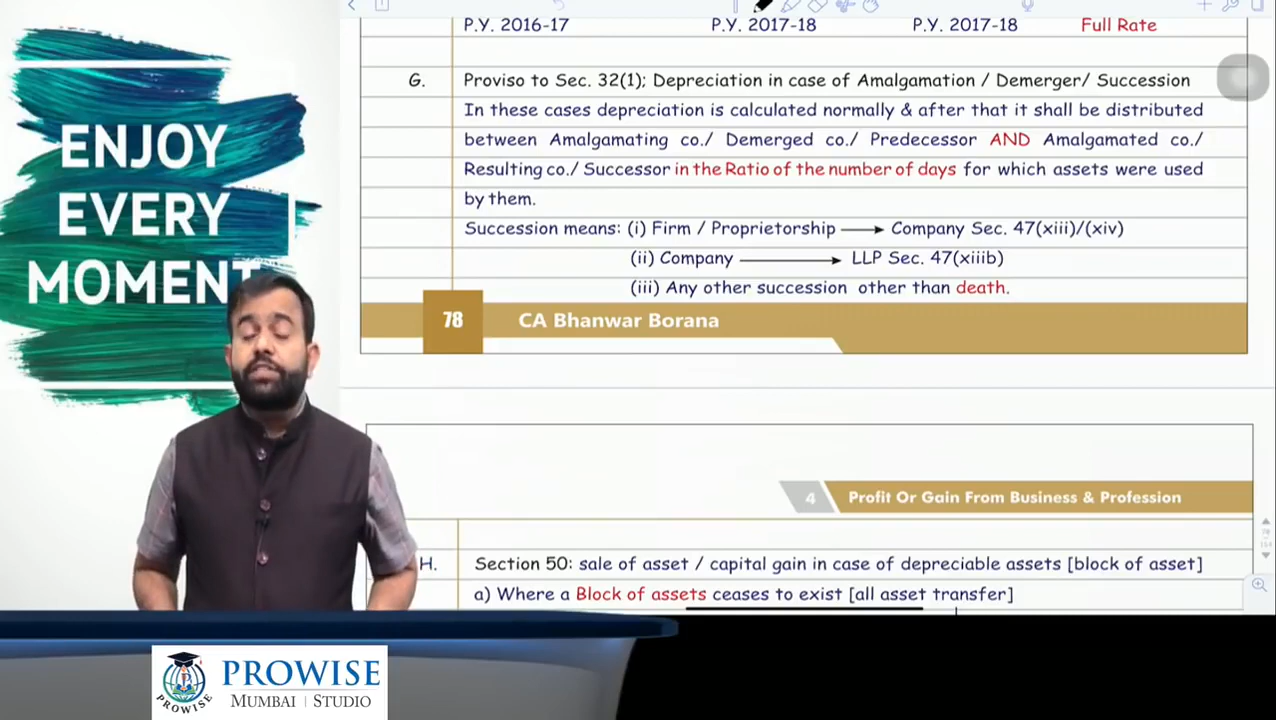 P.Y. 2016-17 P.Y. 2017-18 P.Y. 2017-18 Full Rate
G. Proviso to Sec. 32(1); Depreciation in case of Amalgamation / Demerger/ Succession
In these cases depreciation is calculated normally & after that it shall be distributed
between Amalgamating co./ Demerged co./ Predecessor AND Amalgamated co./
Resulting co./ Successor in the Ratio of the number of days for which assets were used
by them.
Succession means: (i) Firm / Proprietorship ⟶ Company Sec. 47(xiii)/(xiv)
(ii) Company ⟶ LLP Sec. 47(xiiib)
(iii) Any other succession other than death.
78 CA Bhanwar Borana
4 Profit Or Gain From Business & Profession
H. Section 50: sale of asset / capital gain in case of depreciable assets [block of asset]
a) Where a Block of assets ceases to exist [all asset transfer]
ENJOY
EVERY
MOMENT
PROWISE
MUMBAI | STUDIO
PROWISE